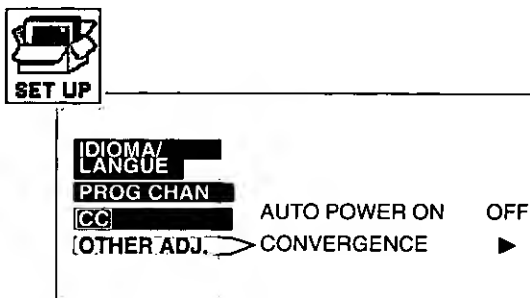 SET UP
IDIOMA/
LANGUE
PROG CHAN
CC AUTO POWER ON OFF
OTHER ADJ. CONVERGENCE ▶